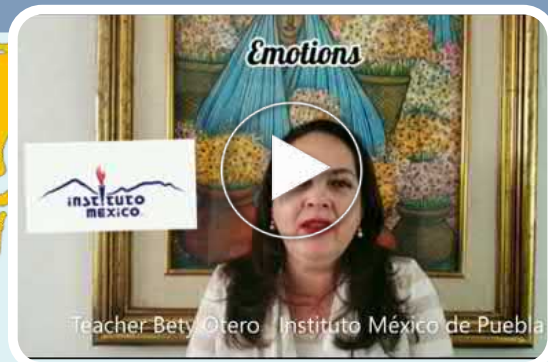 Emotions
INSTITUTO
MÉXICO
Teacher Bety Otero Instituto México de Puebla